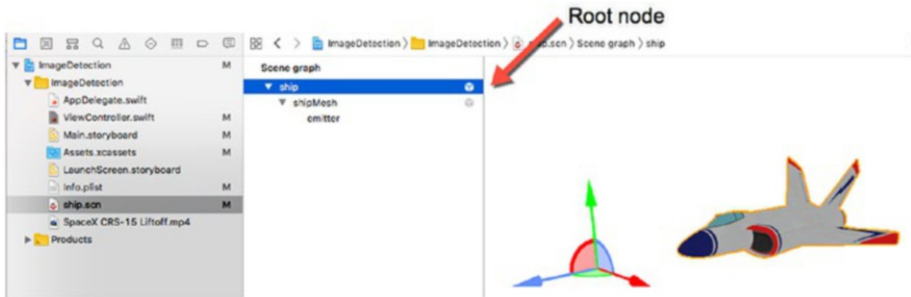 Root node
ImageDetection > ImageDetection > scn > Scene graph > ship
ImageDetection M
ImageDetection
AppDelegate.swift
ViewController.swift M
Main.storyboard M
Assets.xcassets M
LaunchScreen.storyboard
Info.plist M
ship.scn M
SpaceX CRS-15 Liftoff.mp4
Products
Scene graph
ship
shipMesh
emitter